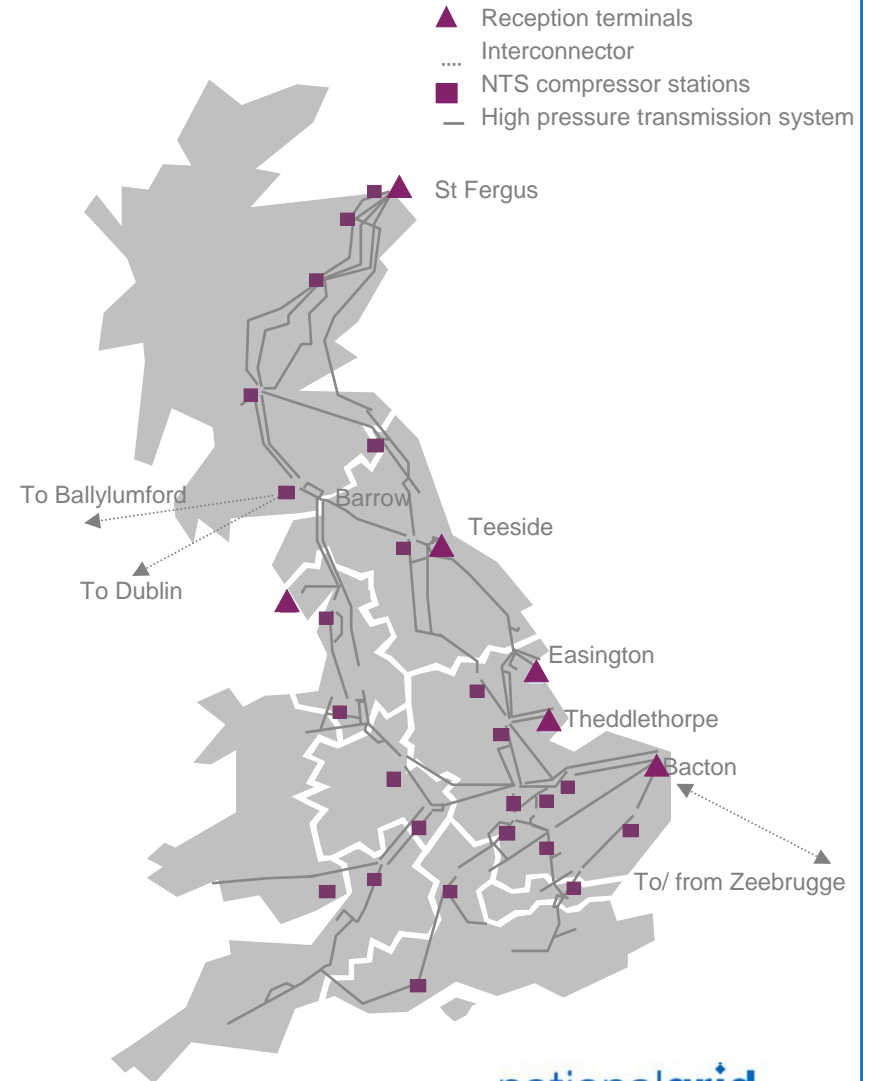 Reception terminals
Interconnector
NTS compressor stations
High pressure transmission system
St Fergus
To Ballylumford
Barrow
Teeside
To Dublin
Easington
Theddlethorpe
Bacton
To/ from Zeebrugge
nationalgrid